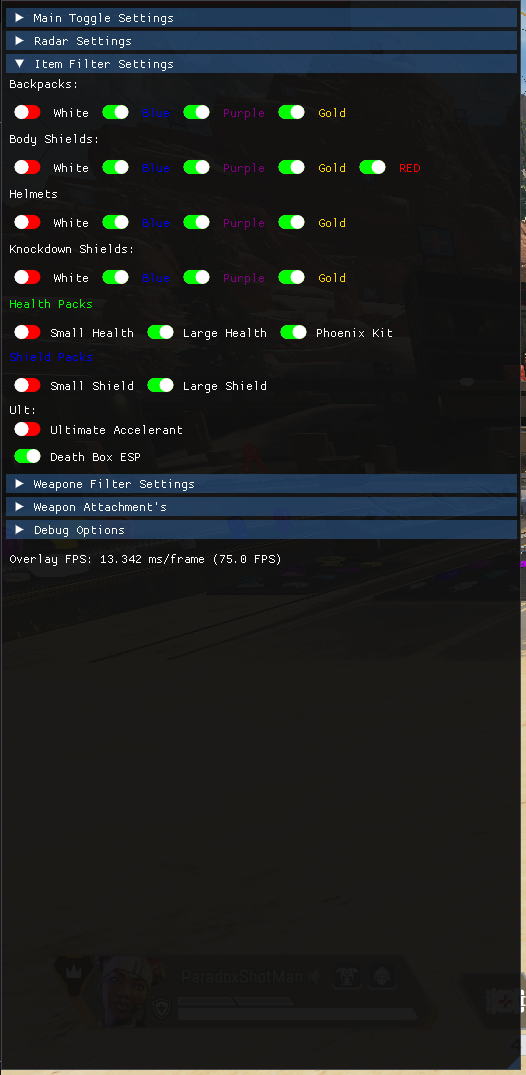 Main Toggle Settings
Radar Settings
Item Filter Settings
Backpacks:
White Blue Purple Gold
Body Shields:
White Blue Purple Gold RED
Helmets
White Blue Purple Gold
Knockdown Shields:
White Blue Purple Gold
Health Packs
Small Health Large Health Phoenix Kit
Shield Packs
Small Shield Large Shield
Ult:
Ultimate Accelerant
Death Box ESP
Weapone Filter Settings
Weapon Attachment's
Debug Options
Overlay FPS: 13.342 ms/frame (75.0 FPS)
ParadoxShotMan